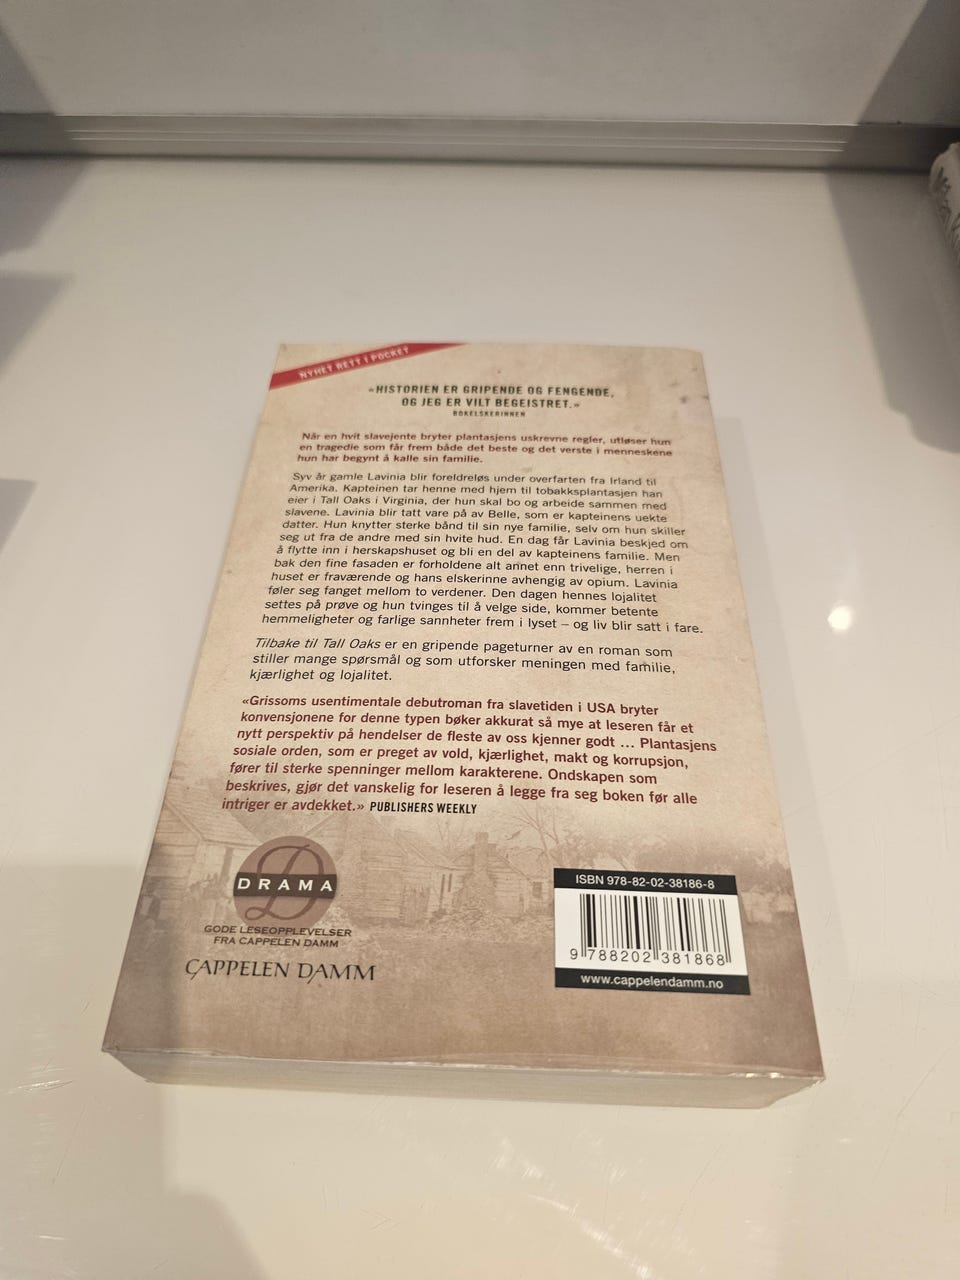 NYHET RETT I POCKET
«HISTORIEN ER GRIPENDE OG FENGENDE,
OG JEG ER VILT BEGEISTRET.»
BOKELSKERINNEN
Når en hvit slavejente bryter plantasjens uskrevne regler, utløser hun
en tragedie som får frem både det beste og det verste i menneskene
hun har begynt å kalle sin familie.
Syv år gamle Lavinia blir foreldreløs under overfarten fra Irland til
Amerika. Kapteinen tar henne med hjem til tobakksplantasjen han
eier i Tall Oaks i Virginia, der hun skal bo og arbeide sammen med
slavene. Lavinia blir tatt vare på av Belle, som er kapteinens uekte
datter. Hun knytter sterke bånd til sin nye familie, selv om hun skiller
seg ut fra de andre med sin hvite hud. En dag får Lavinia beskjed om
å flytte inn i herskapshuset og bli en del av kapteinens familie. Men
bak den fine fasaden er forholdene alt annet enn trivelige, herren i
huset er fraværende og hans elskerinne avhengig av opium. Lavinia
føler seg fanget mellom to verdener. Den dagen hennes lojalitet
settes på prøve og hun tvinges til å velge side, kommer betente
hemmeligheter og farlige sannheter frem i lyset – og liv blir satt i fare.
Tilbake til Tall Oaks er en gripende pageturner av en roman som
stiller mange spørsmål og som utforsker meningen med familie,
kjærlighet og lojalitet.
«Grissoms usentimentale debutroman fra slavetiden i USA bryter
konvensjonene for denne typen bøker akkurat så mye at leseren får et
nytt perspektiv på hendelser de fleste av oss kjenner godt ... Plantasjens
sosiale orden, som er preget av vold, kjærlighet, makt og korrupsjon,
fører til sterke spenninger mellom karakterene. Ondskapen som
beskrives, gjør det vanskelig for leseren å legge fra seg boken før alle
intriger er avdekket.» PUBLISHERS WEEKLY
D
DRAMA
GODE LESEOPPLEVELSER
FRA CAPPELEN DAMM
CAPPELEN DAMM
ISBN 978-82-02-38186-8
9 788202 381868
www.cappelendamm.no